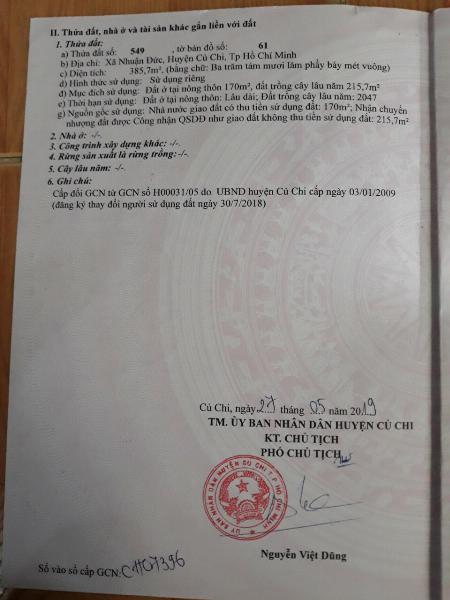 II. Thửa đất, nhà ở và tài sản khác gắn liền với đất
1. Thửa đất:
a) Thửa đất số: 549 , tờ bản đồ số: 61
b) Địa chỉ: Xã Nhuận Đức, Huyện Củ Chi, Tp Hồ Chí Minh
c) Diện tích: 385,7m², (bằng chữ: Ba trăm tám mươi lăm phẩy bảy mét vuông)
d) Hình thức sử dụng: Sử dụng riêng
đ) Mục đích sử dụng: Đất ở tại nông thôn 170m², đất trồng cây lâu năm 215,7m²
e) Thời hạn sử dụng: Đất ở tại nông thôn: Lâu dài; Đất trồng cây lâu năm: 2047
g) Nguồn gốc sử dụng: Nhà nước giao đất có thu tiền sử dụng đất: 170m²; Nhận chuyển
nhượng đất được Công nhận QSDĐ như giao đất không thu tiền sử dụng đất: 215,7m²
2. Nhà ở: -/-.
3. Công trình xây dựng khác: -/-.
4. Rừng sản xuất là rừng trồng: -/-.
5. Cây lâu năm: -/-.
6. Ghi chú:
Cấp đổi GCN từ GCN số H00031/05 do UBND huyện Củ Chi cấp ngày 03/01/2009
(đăng ký thay đổi người sử dụng đất ngày 30/7/2018)
Củ Chi, ngày 27 tháng 05 năm 2019
TM. ỦY BAN NHÂN DÂN HUYỆN CỦ CHI
KT. CHỦ TỊCH
PHÓ CHỦ TỊCH
ỦY BAN NHÂN DÂN HUYỆN CỦ CHI T.P HỒ CHÍ MINH
Nguyễn Việt Dũng
Số vào sổ cấp GCN: CH07396